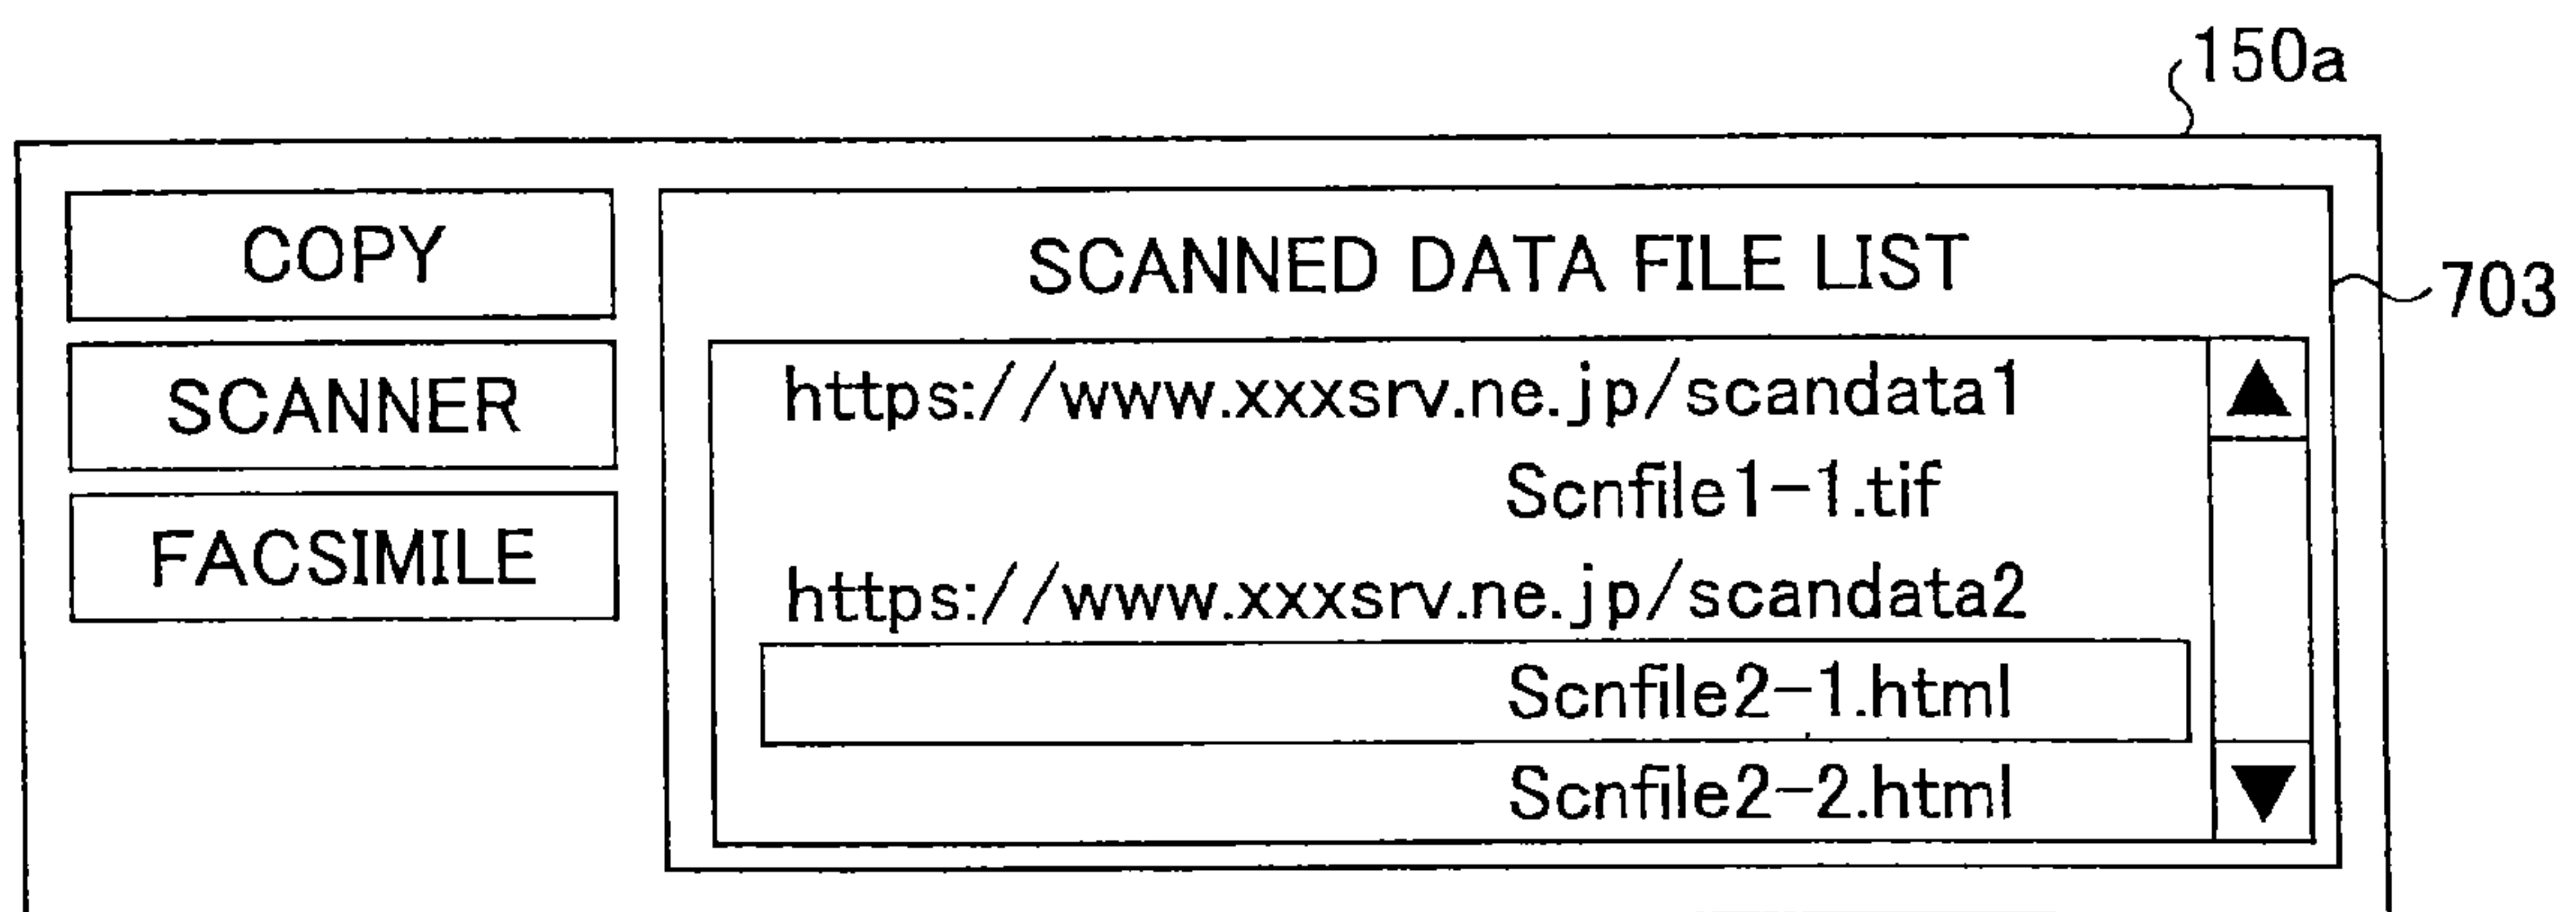 150a
COPY
SCANNER
FACSIMILE
SCANNED DATA FILE LIST
703
https://www.xxxsrv.ne.jp/scandata1
Scnfile1-1.tif
https://www.xxxsrv.ne.jp/scandata2
Scnfile2-1.html
Scnfile2-2.html